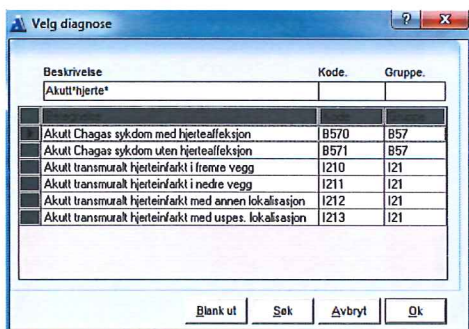 Velg diagnose
Beskrivelse Kode. Gruppe.
Akutt*hjerte*
Akutt Chagas sykdom med hjerteaffeksjon B570 B57
Akutt Chagas sykdom uten hjerteaffeksjon B571 B57
Akutt transmuralt hjerteinfarkt i fremre vegg I210 I21
Akutt transmuralt hjerteinfarkt i nedre vegg I211 I21
Akutt transmuralt hjerteinfarkt med annen lokalisasjon I212 I21
Akutt transmuralt hjerteinfarkt med uspes. lokalisasjon I213 I21
Blank ut Søk Avbryt Ok